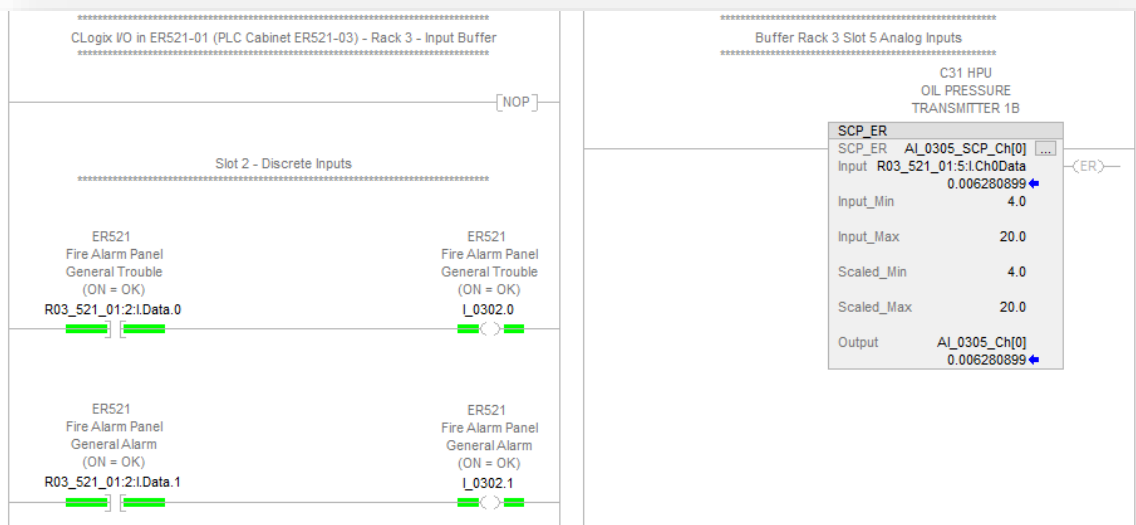 ********************************************************************************
CLogix I/O in ER521-01 (PLC Cabinet ER521-03) - Rack 3 - Input Buffer
********************************************************************************
NOP
Slot 2 - Discrete Inputs
********************************************************************************
ER521
Fire Alarm Panel
General Trouble
(ON = OK)
R03_521_01:2:I.Data.0
ER521
Fire Alarm Panel
General Trouble
(ON = OK)
I_0302.0
ER521
Fire Alarm Panel
General Alarm
(ON = OK)
R03_521_01:2:I.Data.1
ER521
Fire Alarm Panel
General Alarm
(ON = OK)
I_0302.1
******************************************************
Buffer Rack 3 Slot 5 Analog Inputs
******************************************************
C31 HPU
OIL PRESSURE
TRANSMITTER 1B
SCP_ER
SCP_ER AI_0305_SCP_Ch[0] ...
Input R03_521_01:5:I.Ch0Data
0.006280899
Input_Min 4.0
Input_Max 20.0
Scaled_Min 4.0
Scaled_Max 20.0
Output AI_0305_Ch[0]
0.006280899
ER